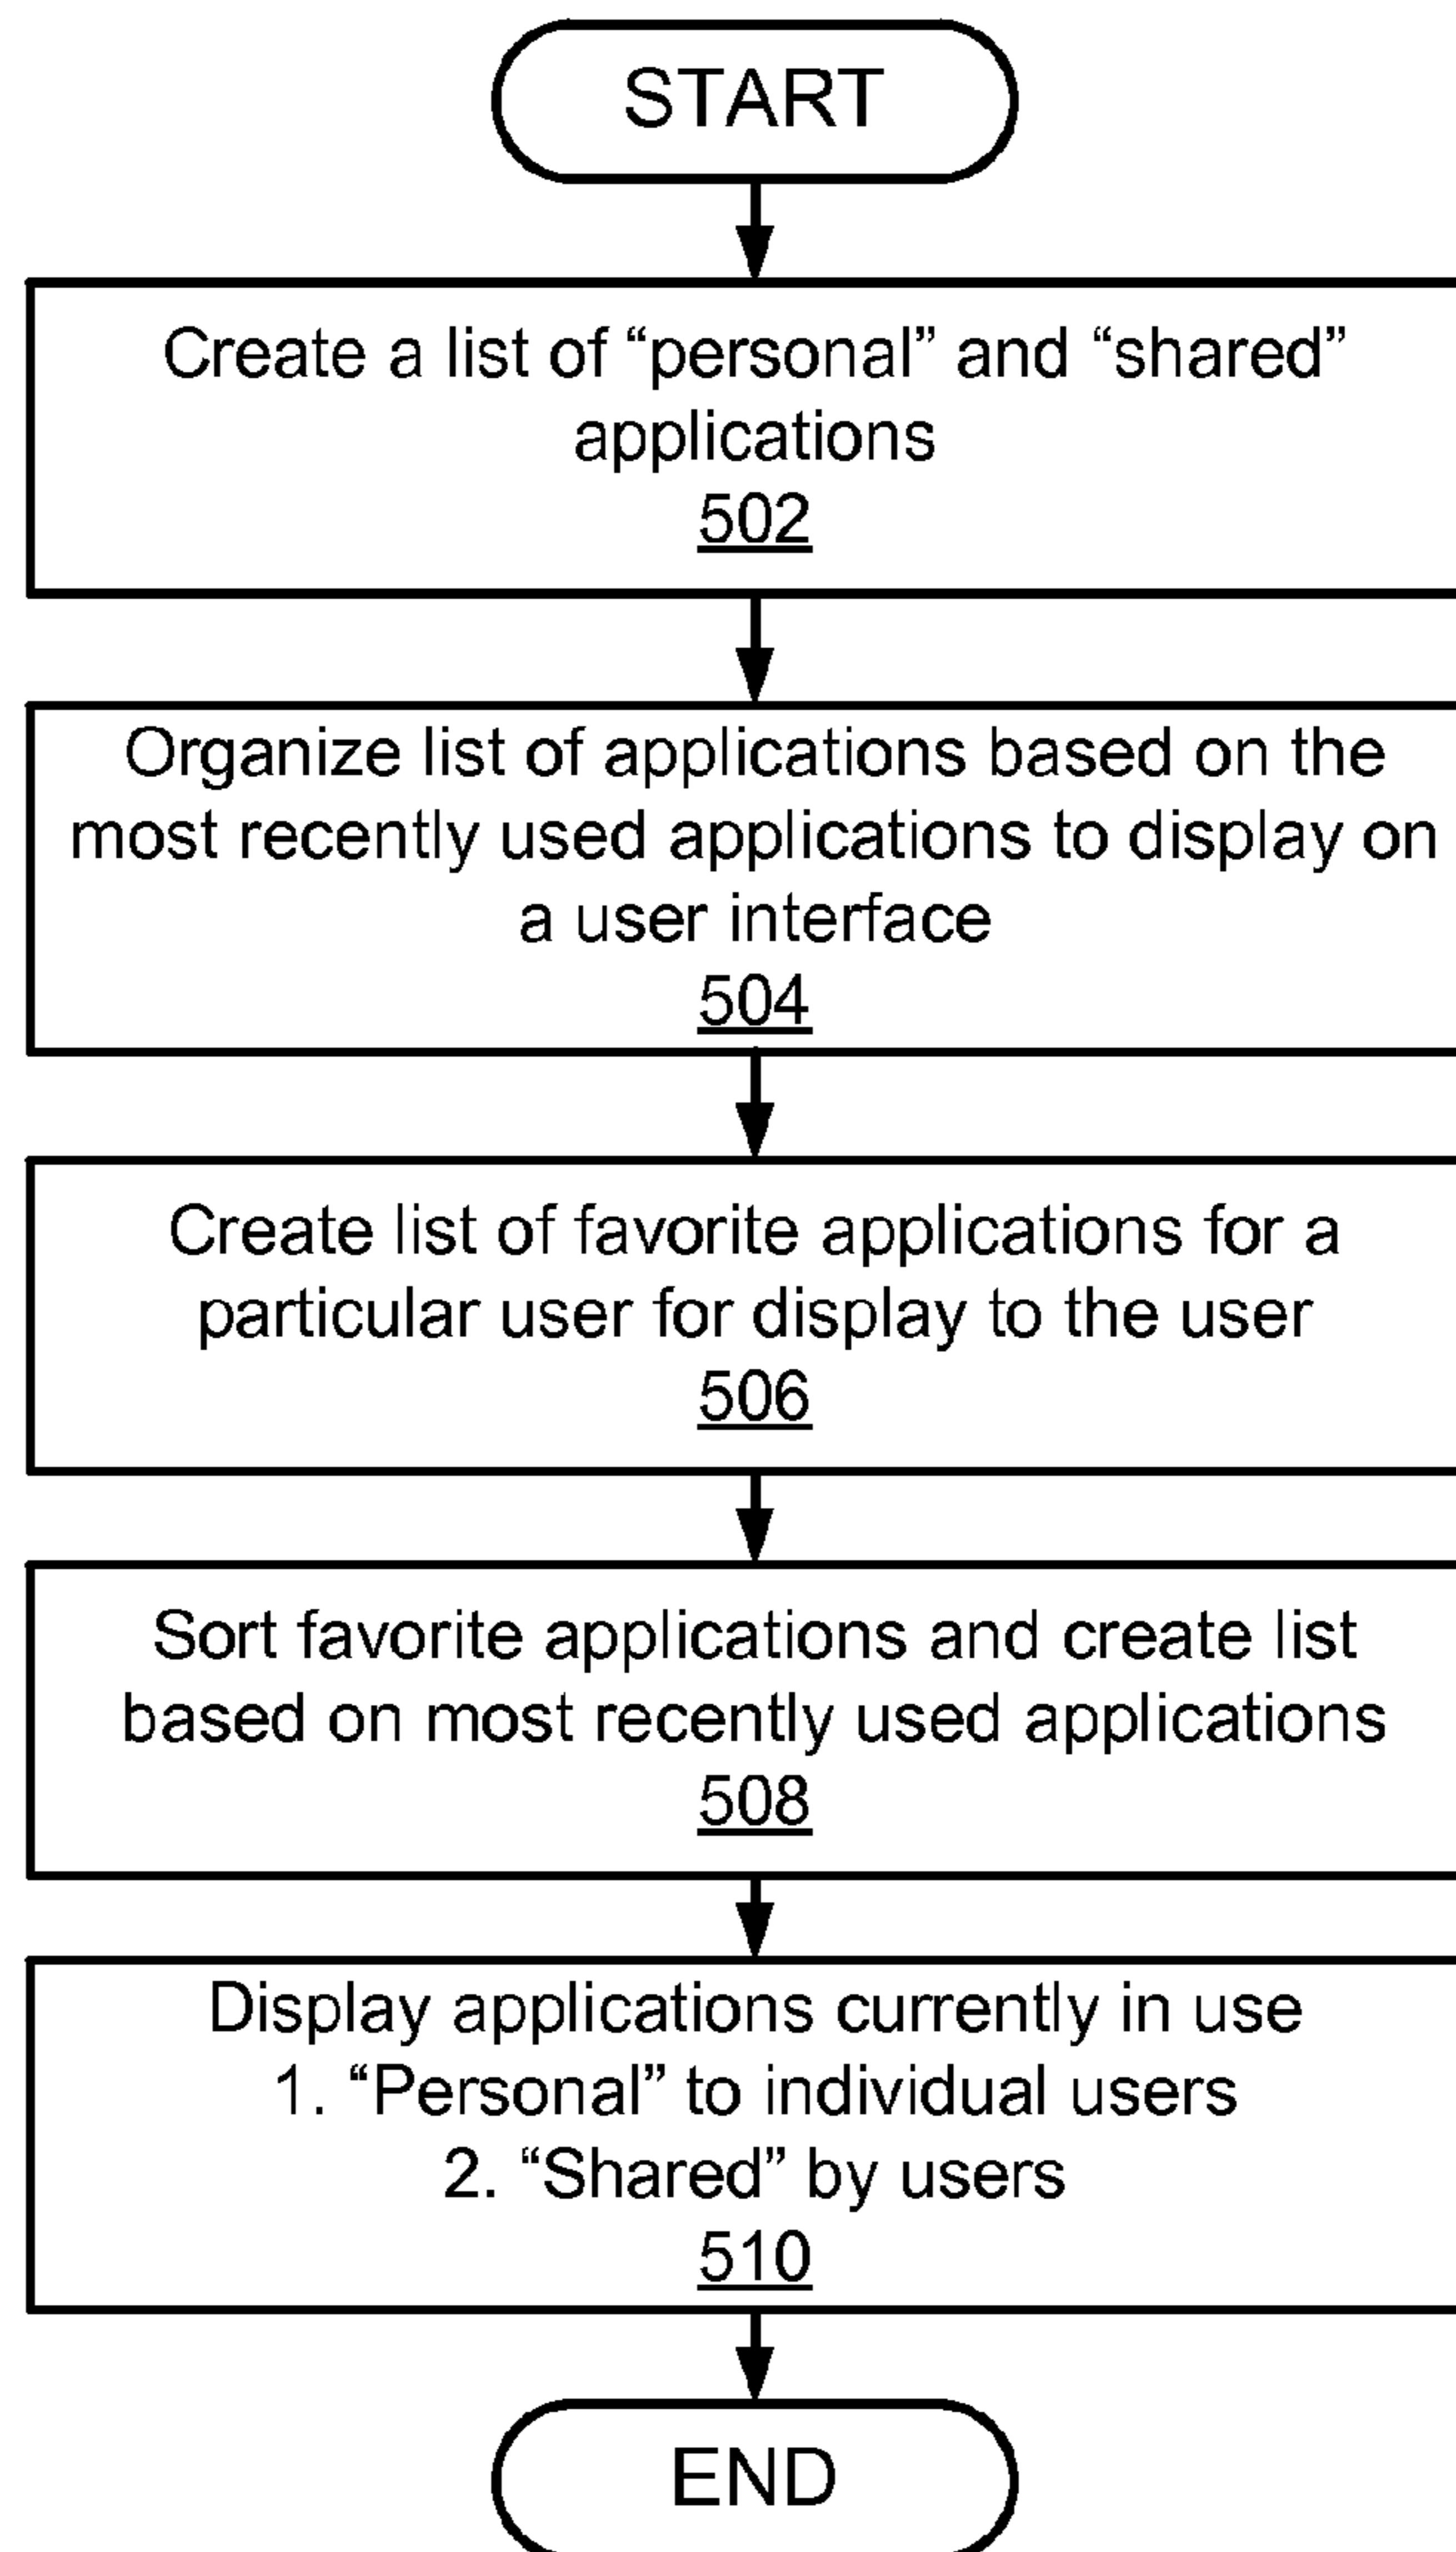 START
Create a list of “personal” and “shared”
applications
502
Organize list of applications based on the
most recently used applications to display on
a user interface
504
Create list of favorite applications for a
particular user for display to the user
506
Sort favorite applications and create list
based on most recently used applications
508
Display applications currently in use
1. “Personal” to individual users
2. “Shared” by users
510
END